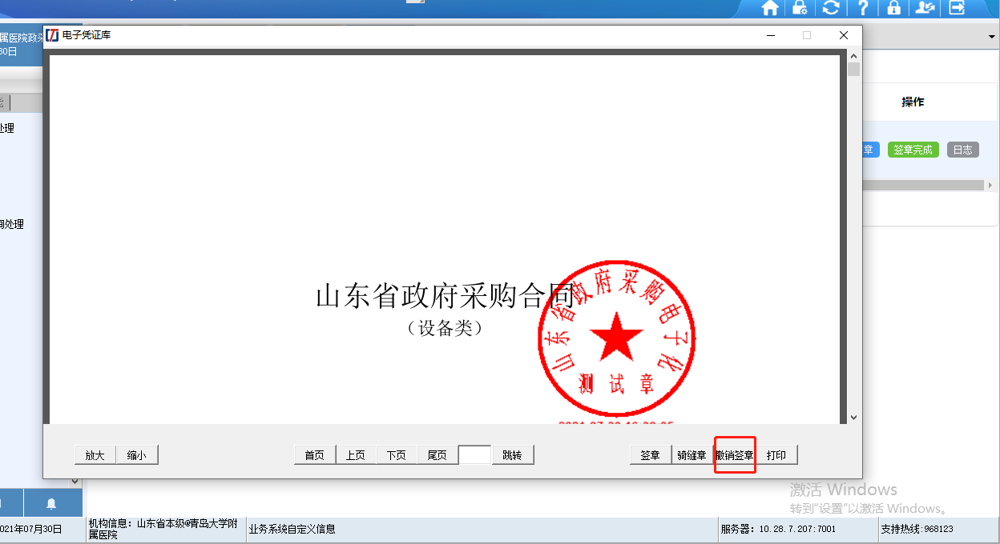 电子凭证库
属医院政采
30日
操作
处理
章 签章完成 日志
询处理
山东省政府采购合同
（设备类）
山东省政府采购电子化
测试章
放大 缩小 首页 上页 下页 尾页 跳转 签章 骑缝章 撤销签章 打印
激活 Windows
转到“设置”以激活 Windows。
021年07月30日
机构信息：山东省本级@青岛大学附
属医院
业务系统自定义信息
服务器：10.28.7.207:7001
支持热线:968123